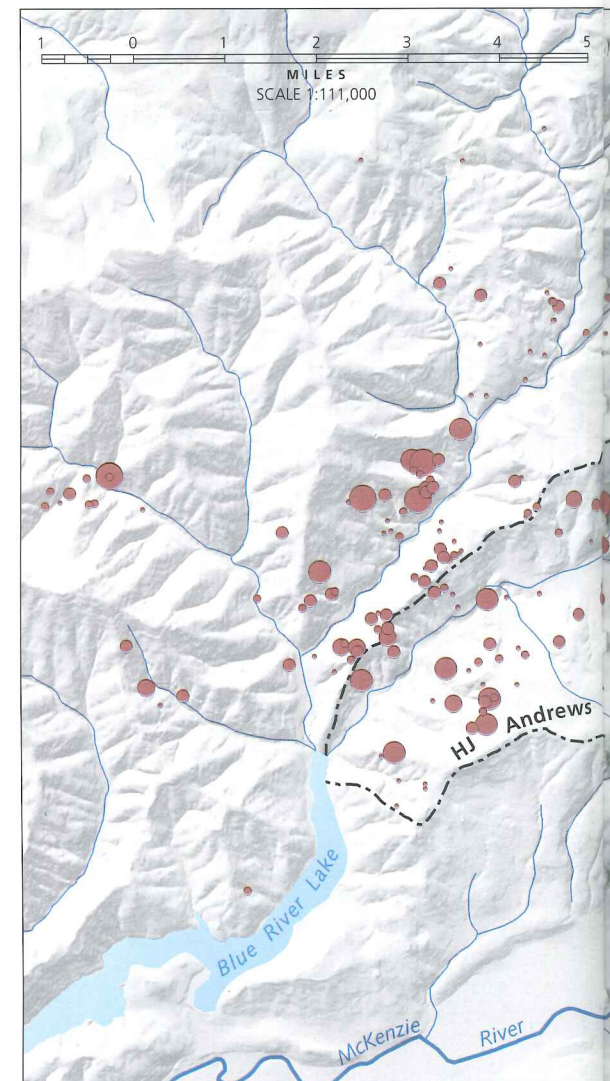 1 0 1 2 3 4 5
MILES
SCALE 1:111,000
HJ Andrews
Blue River Lake
McKenzie River